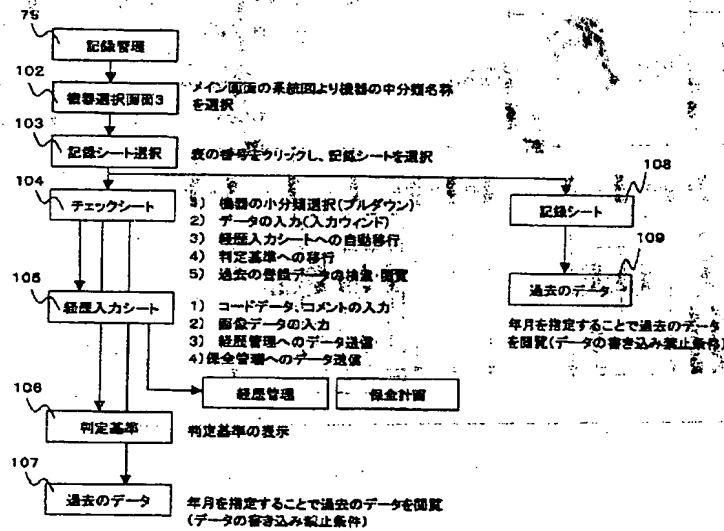 75
記録管理
102
機器選択画面3
メイン画面の系統図より機器の中分類名称
を選択
103
記録シート選択
表の番号をクリックし、記録シートを選択
104
チェックシート
1) 機器の小分類選択(プルダウン)
2) データの入力(入力ウィンド)
3) 経歴入力シートへの自動移行
4) 判定基準への移行
5) 過去の登録データの検索・閲覧
108
記録シート
109
過去のデータ
年月を指定することで過去のデータ
を閲覧(データの書き込み禁止条件)
105
経歴入力シート
1) コードデータ、コメントの入力
2) 画像データの入力
3) 経歴管理へのデータ送信
4)保全管理へのデータ送信
経歴管理
保全計画
106
判定基準
判定基準の表示
107
過去のデータ
年月を指定することで過去のデータを閲覧
(データの書き込み禁止条件)